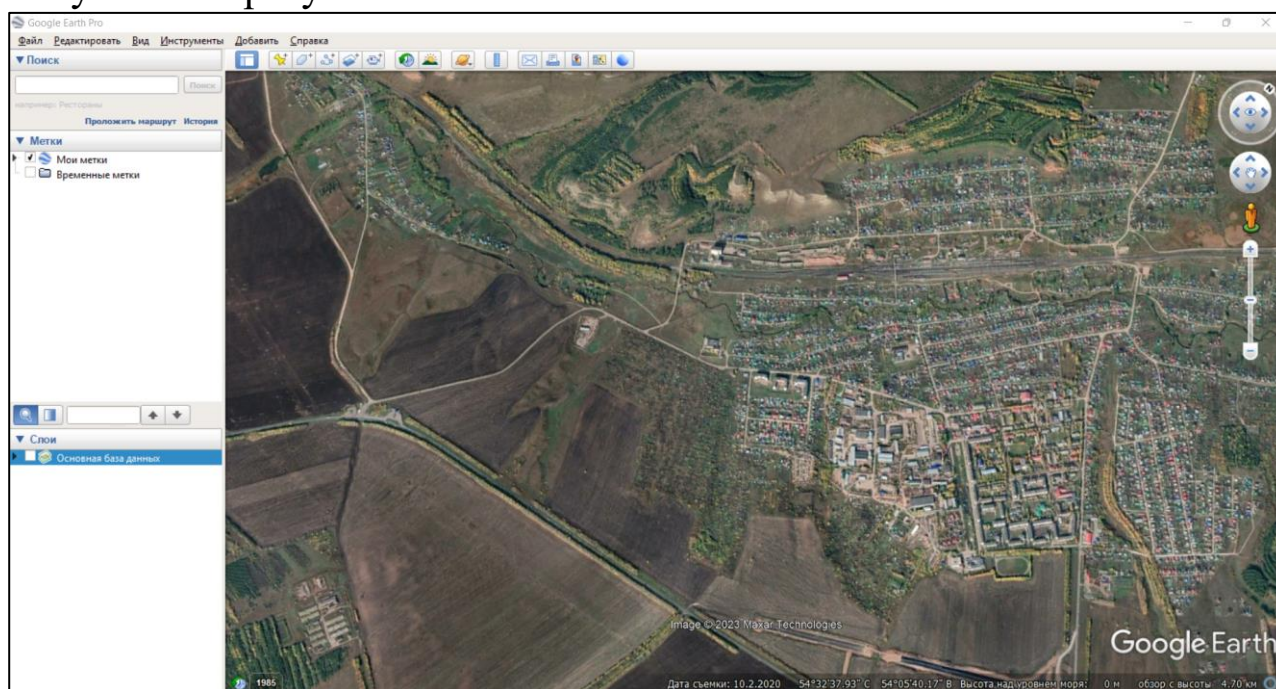 Google Earth Pro
Файл Редактировать Вид Инструменты Добавить Справка
Поиск
Поиск
например: Рестораны
Проложить маршрут История
Метки
Мои метки
Временные метки
Слои
Основная база данных
Image © 2023 Maxar Technologies
Google Earth
1985
Дата съемки: 10.2.2020 54°32'37.93" С 54°05'40.17" В Высота над уровнем моря: 0 м обзор с высоты 4.70 км